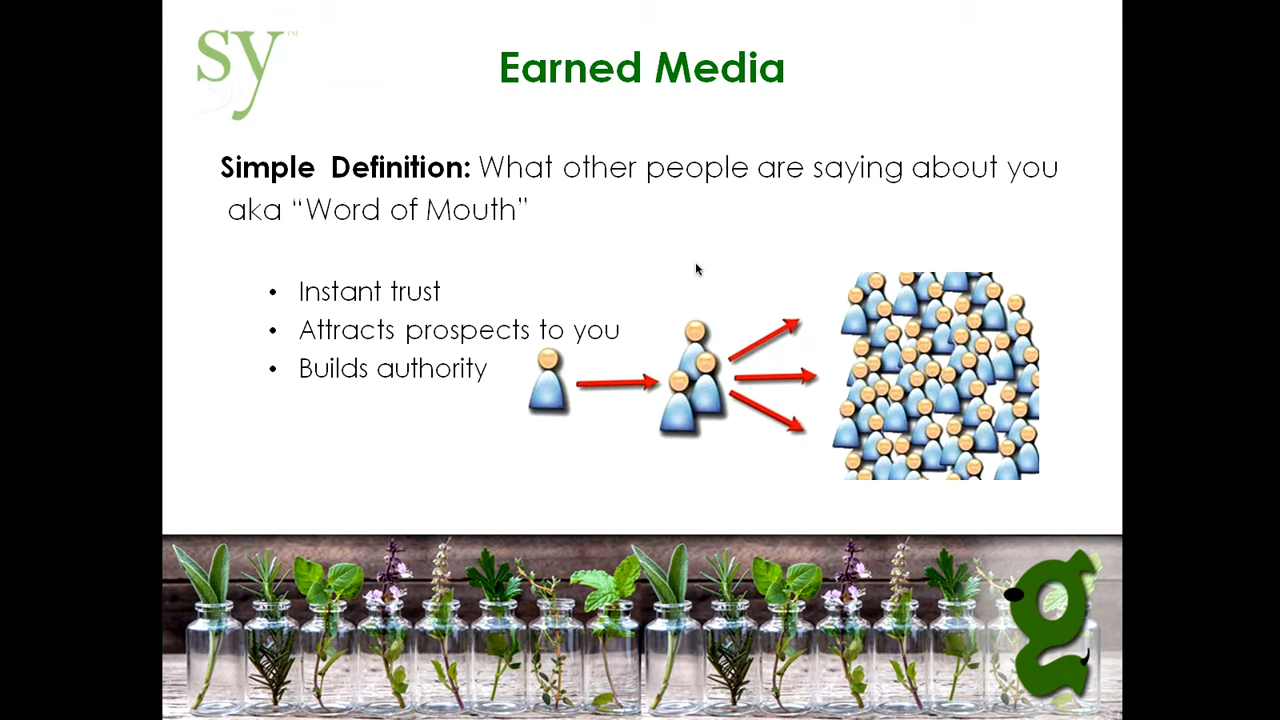 sy™
Earned Media
Simple Definition: What other people are saying about you
aka “Word of Mouth”
• Instant trust
• Attracts prospects to you
• Builds authority
g